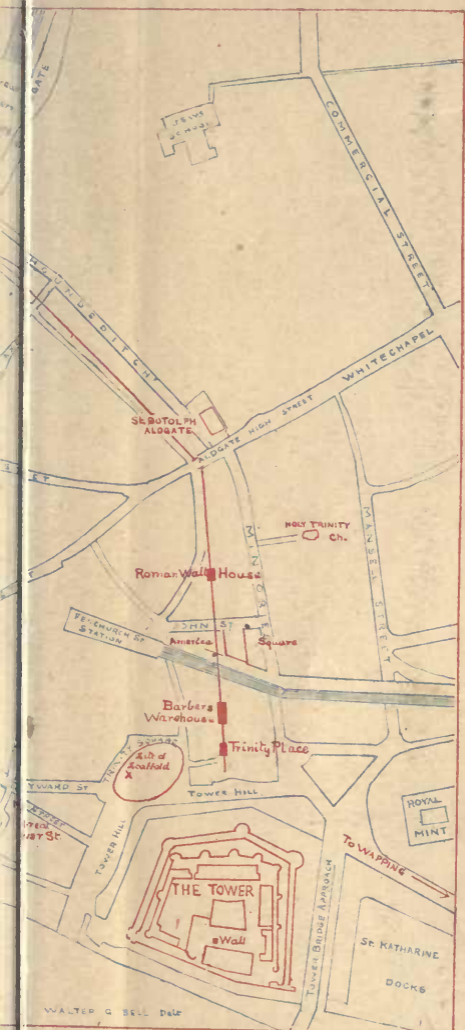 JEWS
COMMERCIAL STREET
HOUNDSDITCH
WHITECHAPEL
ST. BOTOLPH
ALDGATE
ALDGATE HIGH STREET
MINORIES
HOLY TRINITY
Ch.
MANSELL STREET
Roman Wall House
JOHN ST
America Square
FENCHURCH ST
STATION
Barbers
Warehouse
Trinity Place
TRINITY SQUARE
Site of
Scaffold
X
TOWER HILL
TOWER HILL
ROYAL
MINT
TO WAPPING
THE TOWER
Wall
TOWER BRIDGE APPROACH
ST. KATHARINE
DOCKS
WALTER G BELL Delt